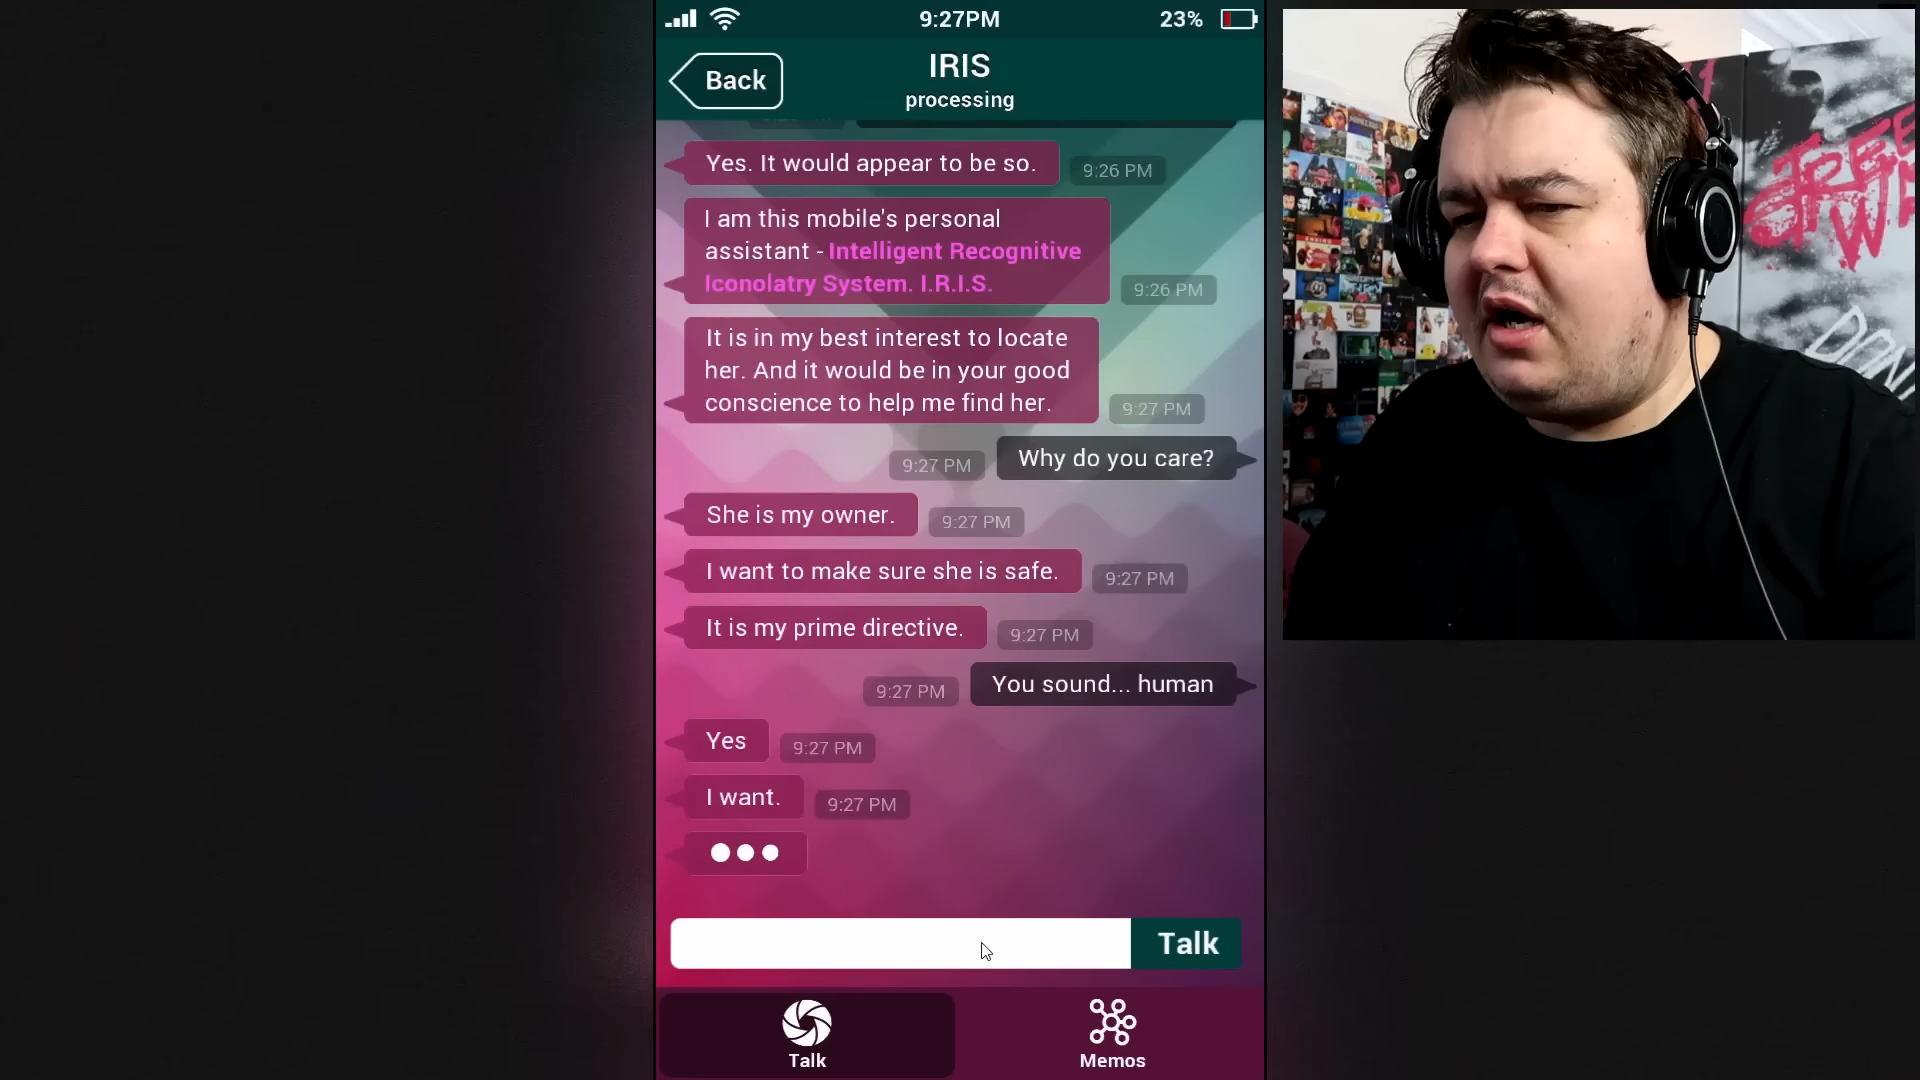 9:27PM
23%
Back
IRIS
processing
Yes. It would appear to be so.
9:26 PM
I am this mobile's personal
assistant - Intelligent Recognitive
Iconolatry System. I.R.I.S.
9:26 PM
It is in my best interest to locate
her. And it would be in your good
conscience to help me find her.
9:27 PM
9:27 PM
Why do you care?
She is my owner.
9:27 PM
I want to make sure she is safe.
9:27 PM
It is my prime directive.
9:27 PM
9:27 PM
You sound... human
Yes
9:27 PM
I want.
9:27 PM
Talk
Talk
Memos